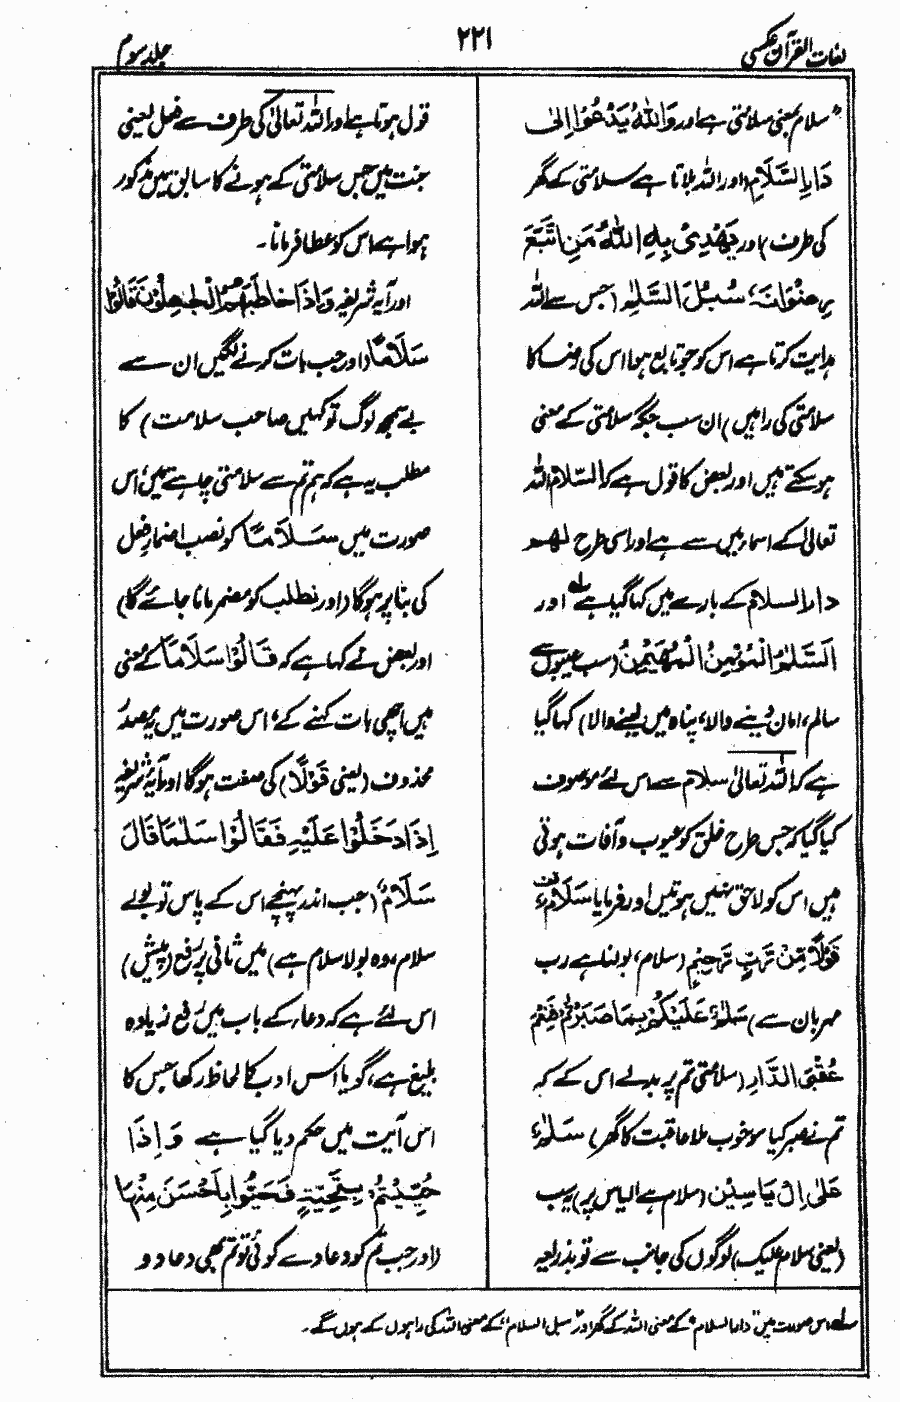 لغات القرآن عکسی
۲۲۱
جلد سوم
"سلام بمعنی سلامتی ہے اور وَاللّٰهُ يَدْعُوْا اِلىٰ
دَارِ السَّلَامِ (اور اللہ بلاتا ہے سلامتی کے گھر
کی طرف) اور يَهْدِىْ بِهِ اللّٰهُ مَنِ اتَّبَعَ
رِضْوَانَهٗ سُبُلَ السَّلٰمِ (جس سے اللہ
ہدایت کرتا ہے اس کو جو تابع ہوا اس کی رضا کا
سلامتی کی راہیں) ان سب جگہ سلامتی کے معنی
ہو سکتے ہیں اور بعض کا قول ہے کہ السلام اللہ
تعالیٰ کے اسماء میں سے ہے اور اسی طرح لهم
دار السلام کے بارے میں کہا گیا ہے ؂۱ اور
اَلسَّلٰمُ الْمُؤْمِنُ الْمُهَيْمِنُ (سب عیبوں سے
سالم، امان دینے والا، پناہ میں لینے والا) کہا گیا
ہے کہ اللہ تعالیٰ سلام سے اس لئے موصوف
کیا گیا کہ جس طرح خلق کو عیوب و آفات ہوتی
ہیں اس کو لاحق نہیں ہوتیں اور فرمایا سَلَامٌ
قَوْلًا مِّنْ رَّبٍّ رَّحِيْمٍ (سلام، بولنا ہے رب
مہربان سے) سَلٰمٌ عَلَيْكُمْ بِمَا صَبَرْتُمْ فَنِعْمَ
عُقْبَى الدَّارِ (سلامتی تم پر بدلے اس کے کہ
تم نے صبر کیا سو خوب ملا عاقبت کا گھر) سَلٰمٌ
عَلٰى اِلْ يَاسِيْن (سلام ہے الیاس پر) یہ سب
(یعنی سلام علیک) لوگوں کی جانب سے تو بذریعہ
قول ہوتا ہے اور اللہ تعالیٰ کی طرف سے فعل یعنی
جنت میں جس سلامتی کے ہونے کا سابق میں مذکور
ہوا ہے اس کو عطا فرمانا۔
اور آیۂ شریفہ وَاِذَا خَاطَبَهُمُ الْجٰهِلُوْنَ قَالُوْا
سَلَامًا (اور جب بات کرنے لگیں ان سے
بے سمجھ لوگ تو کہیں صاحب سلامت) کا
مطلب یہ ہے کہ ہم تم سے سلامتی چاہتے ہیں، اس
صورت میں سَلَامًا کو نصب اضمارِ فعل
کی بنا پر ہوگا (اور نطلب کو مضمر مانا جائے گا)
اور بعض نے کہا ہے کہ قَالُوْا سَلَامًا کے معنی
ہیں اچھی بات کہنے کے، اس صورت میں یہ مصدر
محذوف (یعنی قَوْلًا) کی صفت ہوگا اور آیۂ شریفہ
اِذْ دَخَلُوْا عَلَيْهِ فَقَالُوْا سَلٰمًا قَالَ
سَلَامٌ (جب اندر پہنچے اس کے پاس تو بولے
سلام، وہ بولا سلام ہے) میں ثانی پر رفع (پیش)
اس لئے ہے کہ دعاء کے باب میں رفع زیادہ
بلیغ ہے، گویا اس ادب کا لحاظ رکھا جس کا
اس آیت میں حکم دیا گیا ہے وَاِذَا
حُيِّيْتُمْ بِتَحِيَّةٍ فَحَيُّوْا بِاَحْسَنَ مِنْهَا
(اور جب تم کو دعا دے کوئی تو تم بھی دعا دو
؂۱ اس صورت میں "دار السلام" کے معنی اللہ کے گھر اور "سبل السلام" کے معنی اللہ کی راہوں کے ہوں گے۔